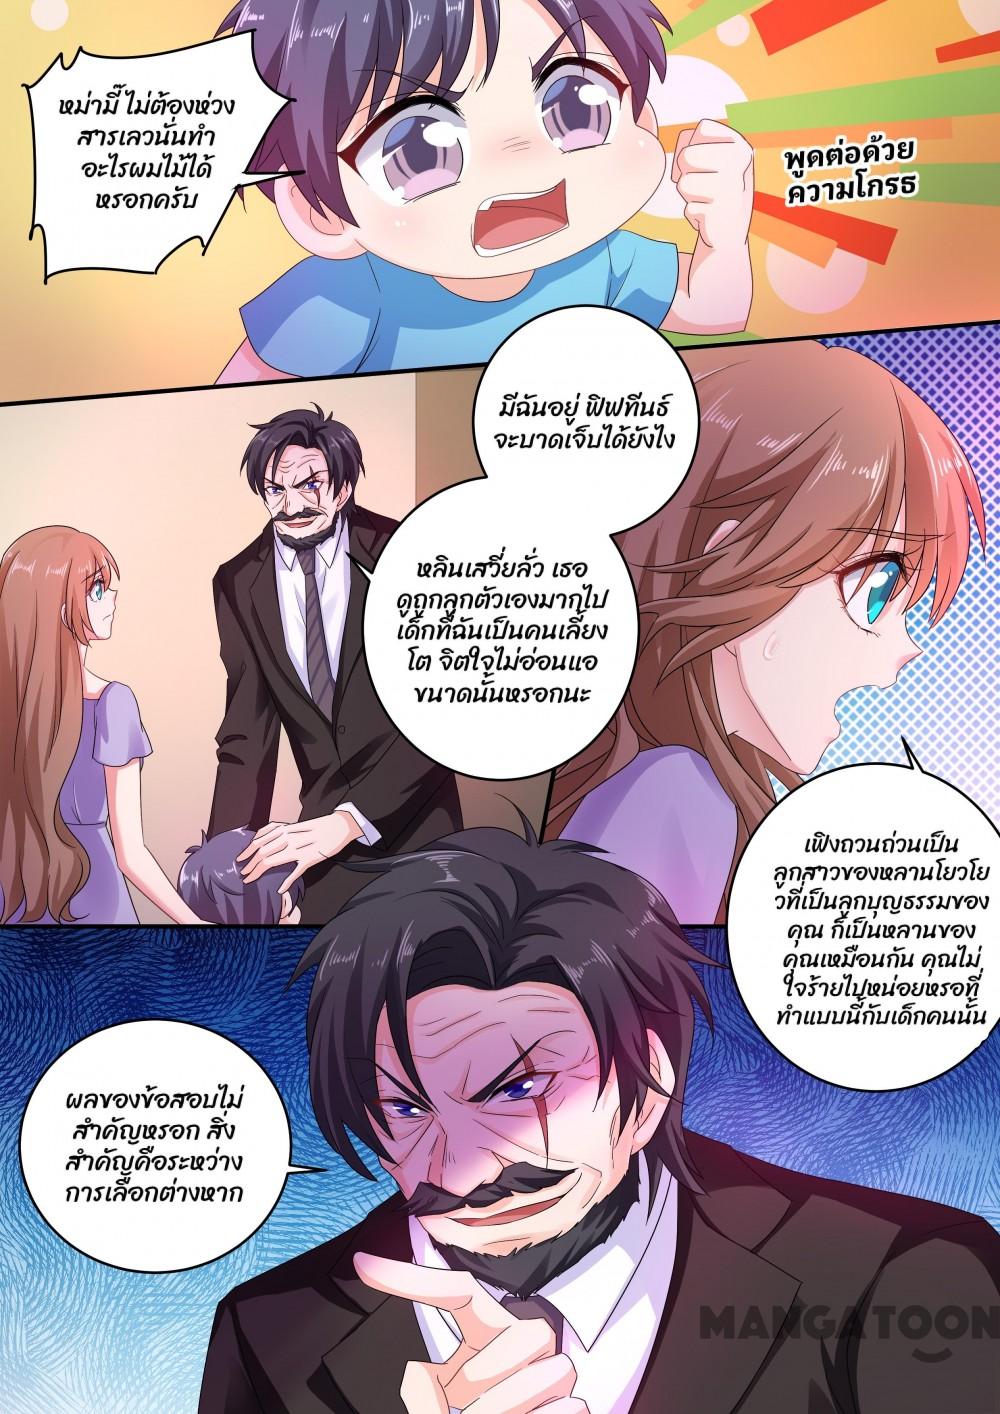 หม่ามี๊ ไม่ต้องห่วง
สารเลวนั่นทำ
อะไรผมไม้ได้
หรอกครับ
พูดต่อด้วย
ความโกรธ
มีฉันอยู่ ฟิฟทีนธ์
จะบาดเจ็บได้ยังไง
หลินเสวี่ยลั่ว เธอ
ดูถูกลูกตัวเองมากไป
เด็กที่ฉันเป็นคนเลี้ยง
โต จิตใจไม่อ่อนแอ
ขนาดนั้นหรอกนะ
เฟิงถวนถ่วนเป็น
ลูกสาวของหลานโยวโย
วที่เป็นลูกบุญธรรมของ
คุณ ก็เป็นหลานของ
คุณเหมือนกัน คุณไม่
ใจร้ายไปหน่อยหรอที่
ทำแบบนี้กับเด็กคนนั้น
ผลของข้อสอบไม่
สำคัญหรอก สิ่ง
สำคัญคือระหว่าง
การเลือกต่างหาก
MANGATOON